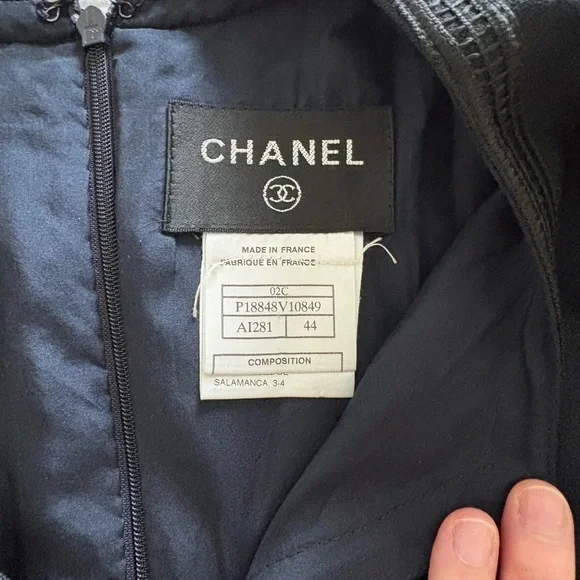 CHANEL
MADE IN FRANCE
FABRIQUE EN FRANCE
02C
P18848V10849
AI281 44
COMPOSITION
SALAMANCA, 3-4